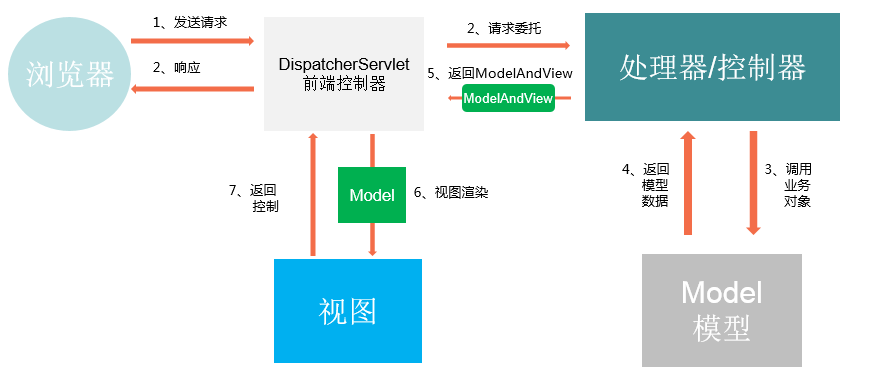 1、发送请求
2、请求委托
浏览器
DispatcherServlet
前端控制器
处理器/控制器
2、响应
5、返回ModelAndView
ModelAndView
7、返回
控制
Model
6、视图渲染
4、返回
模型
数据
3、调用
业务
对象
视图
Model
模型